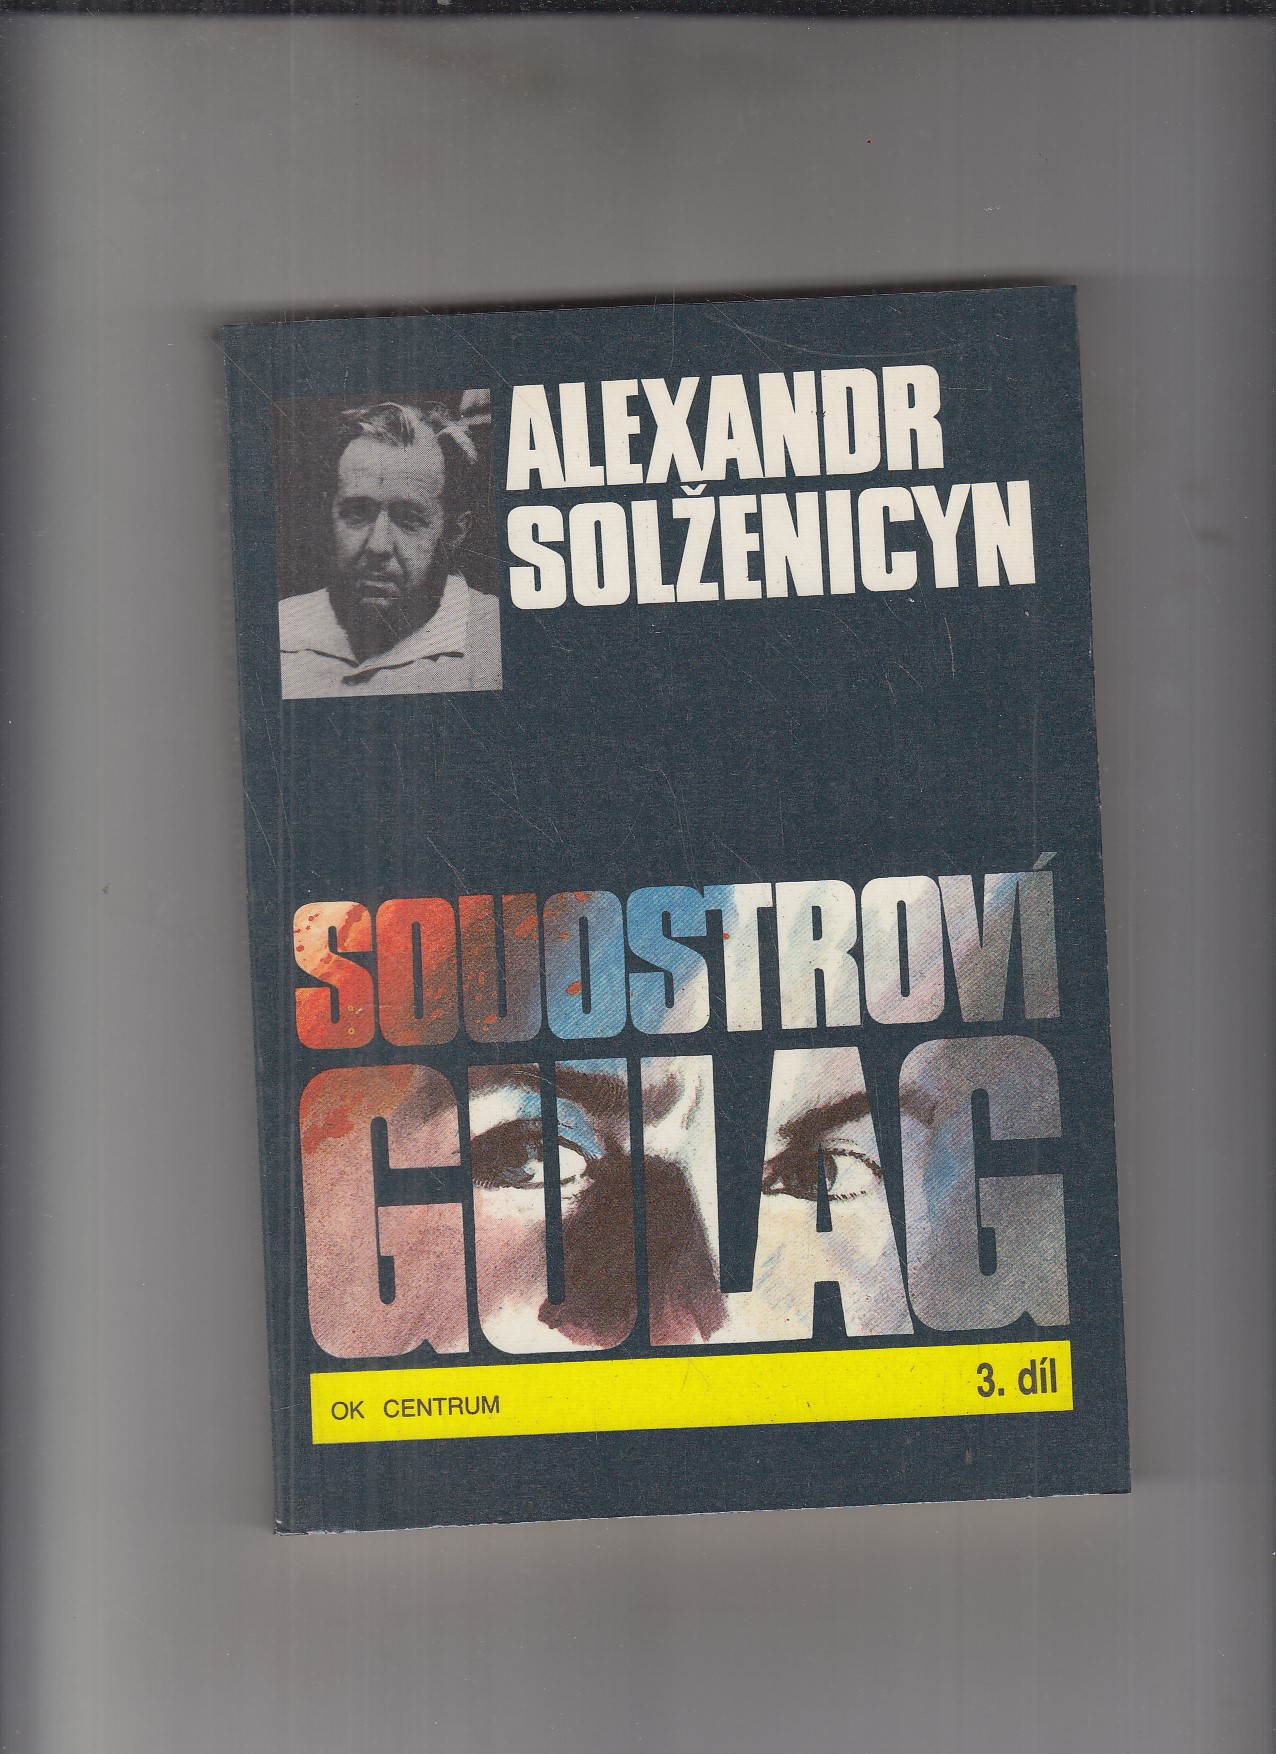 ALEXANDR
SOLŽENICYN
SOUOSTROVÍ
GULAG
3. díl
OK CENTRUM